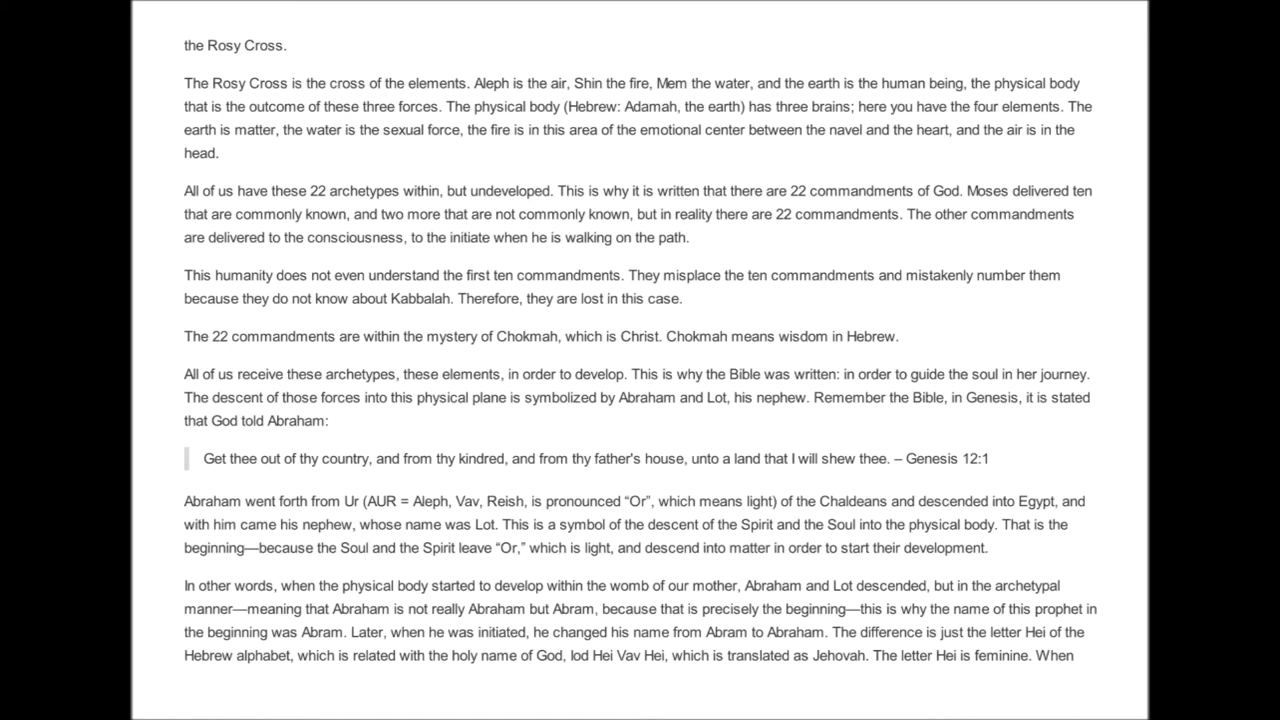 the Rosy Cross.
The Rosy Cross is the cross of the elements. Aleph is the air, Shin the fire, Mem the water, and the earth is the human being, the physical body
that is the outcome of these three forces. The physical body (Hebrew: Adamah, the earth) has three brains; here you have the four elements. The
earth is matter, the water is the sexual force, the fire is in this area of the emotional center between the navel and the heart, and the air is in the
head.
All of us have these 22 archetypes within, but undeveloped. This is why it is written that there are 22 commandments of God. Moses delivered ten
that are commonly known, and two more that are not commonly known, but in reality there are 22 commandments. The other commandments
are delivered to the consciousness, to the initiate when he is walking on the path.
This humanity does not even understand the first ten commandments. They misplace the ten commandments and mistakenly number them
because they do not know about Kabbalah. Therefore, they are lost in this case.
The 22 commandments are within the mystery of Chokmah, which is Christ. Chokmah means wisdom in Hebrew.
All of us receive these archetypes, these elements, in order to develop. This is why the Bible was written: in order to guide the soul in her journey.
The descent of those forces into this physical plane is symbolized by Abraham and Lot, his nephew. Remember the Bible, in Genesis, it is stated
that God told Abraham:
Get thee out of thy country, and from thy kindred, and from thy father's house, unto a land that I will shew thee. – Genesis 12:1
Abraham went forth from Ur (AUR = Aleph, Vav, Reish, is pronounced “Or”, which means light) of the Chaldeans and descended into Egypt, and
with him came his nephew, whose name was Lot. This is a symbol of the descent of the Spirit and the Soul into the physical body. That is the
beginning—because the Soul and the Spirit leave “Or,” which is light, and descend into matter in order to start their development.
In other words, when the physical body started to develop within the womb of our mother, Abraham and Lot descended, but in the archetypal
manner—meaning that Abraham is not really Abraham but Abram, because that is precisely the beginning—this is why the name of this prophet in
the beginning was Abram. Later, when he was initiated, he changed his name from Abram to Abraham. The difference is just the letter Hei of the
Hebrew alphabet, which is related with the holy name of God, Iod Hei Vav Hei, which is translated as Jehovah. The letter Hei is feminine. When